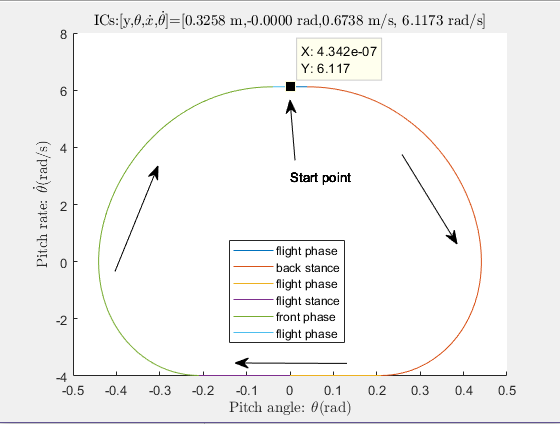 ICs:[y,θ,ẋ,θ̇]=[0.3258 m,-0.0000 rad,0.6738 m/s, 6.1173 rad/s]
X: 4.342e-07
Y: 6.117
Start point
Pitch rate: θ̇(rad/s)
8
6
4
2
0
-2
-4
flight phase
back stance
flight phase
flight stance
front phase
flight phase
-0.5 -0.4 -0.3 -0.2 -0.1 0 0.1 0.2 0.3 0.4 0.5
Pitch angle: θ(rad)